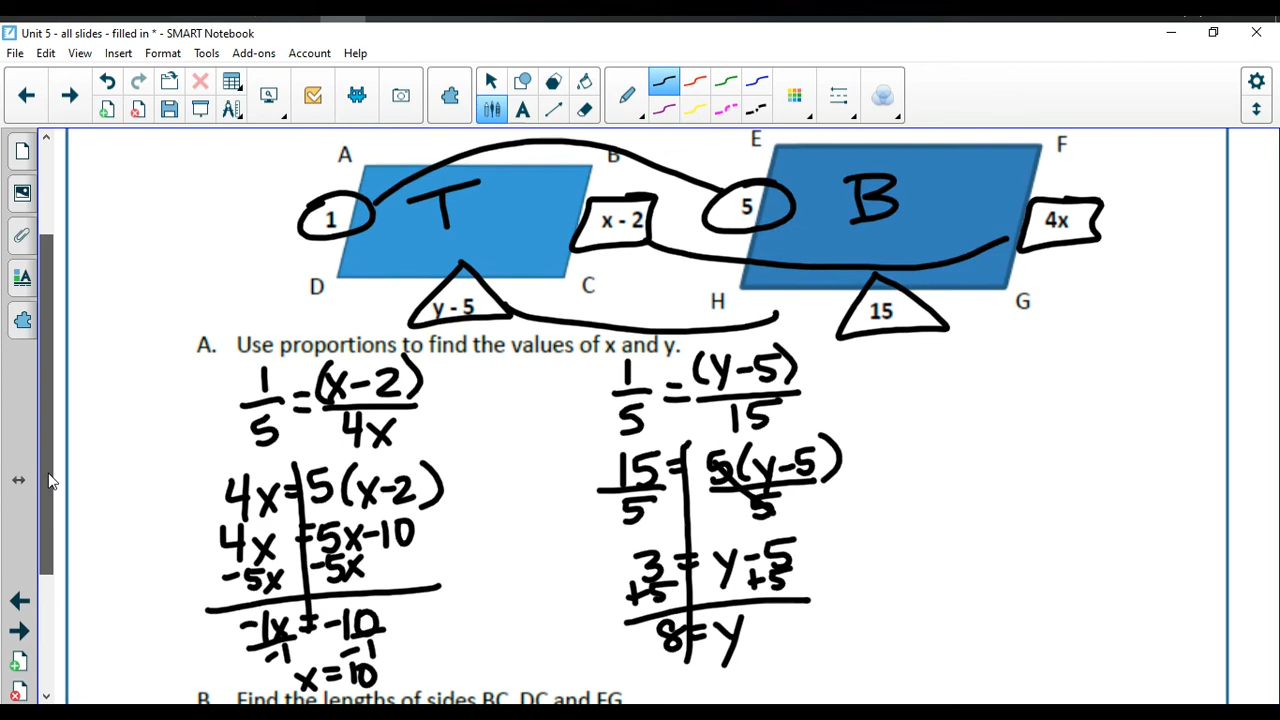 Unit 5 - all slides - filled in * - SMART Notebook
File Edit View Insert Format Tools Add-ons Account Help
A B E F
1 T x - 2 5 B 4x
D C H G
y - 5 15
A. Use proportions to find the values of x and y.
1/5 = (x-2)/4x
1/5 = (y-5)/15
4x = 5(x-2)
15/5 = 5(y-5)/5
4x = 5x-10
-5x -5x
3 = y-5
+5 +5
-1x/-1 = -10/-1
8 = y
x = 10
B. Find the lengths of sides BC, DC and FG